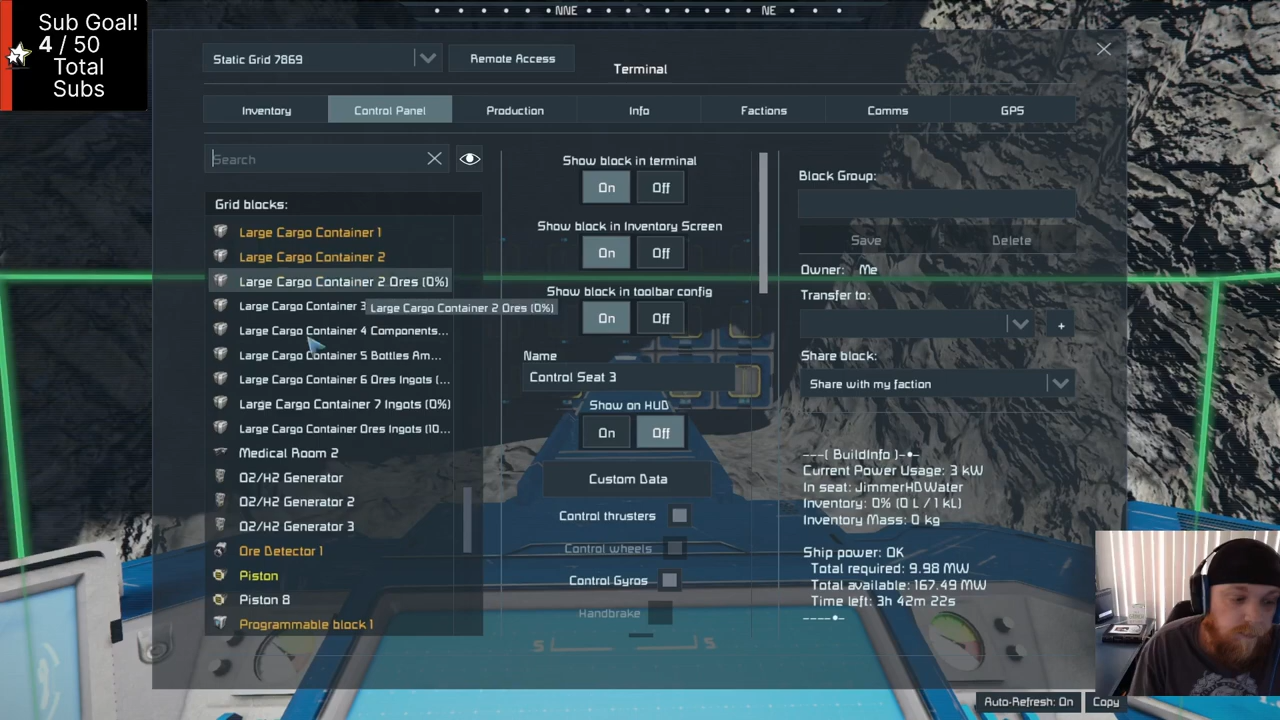 Sub Goal!
4 / 50
Total
Subs
NNE
NE
Static Grid 7869
Remote Access
Terminal
Inventory
Control Panel
Production
Info
Factions
Comms
GPS
Search
Grid blocks:
Large Cargo Container 1
Large Cargo Container 2
Large Cargo Container 2 Ores (0%)
Large Cargo Container 3
Large Cargo Container 2 Ores (0%)
Large Cargo Container 4 Components...
Large Cargo Container 5 Bottles Am...
Large Cargo Container 6 Ores Ingots (...
Large Cargo Container 7 Ingots (0%)
Large Cargo Container Ores Ingots (10...
Medical Room 2
O2/H2 Generator
O2/H2 Generator 2
O2/H2 Generator 3
Ore Detector 1
Piston
Piston 8
Programmable block 1
Show block in terminal
On Off
Show block in Inventory Screen
On Off
Show block in toolbar config
On Off
Name
Control Seat 3
Show on HUD
On Off
Custom Data
Control thrusters
Control wheels
Control Gyros
Handbrake
Block Group:
Save Delete
Owner: Me
Transfer to:
+
Share block:
Share with my faction
---{ BuildInfo }-•-
Current Power Usage: 3 kW
In seat: JimmerHDWater
Inventory: 0% (0 L / 1 kL)
Inventory Mass: 0 kg
Ship power: OK
Total required: 9.98 MW
Total available: 167.49 MW
Time left: 3h 42m 22s
----•-
S S
Auto-Refresh: On
Copy